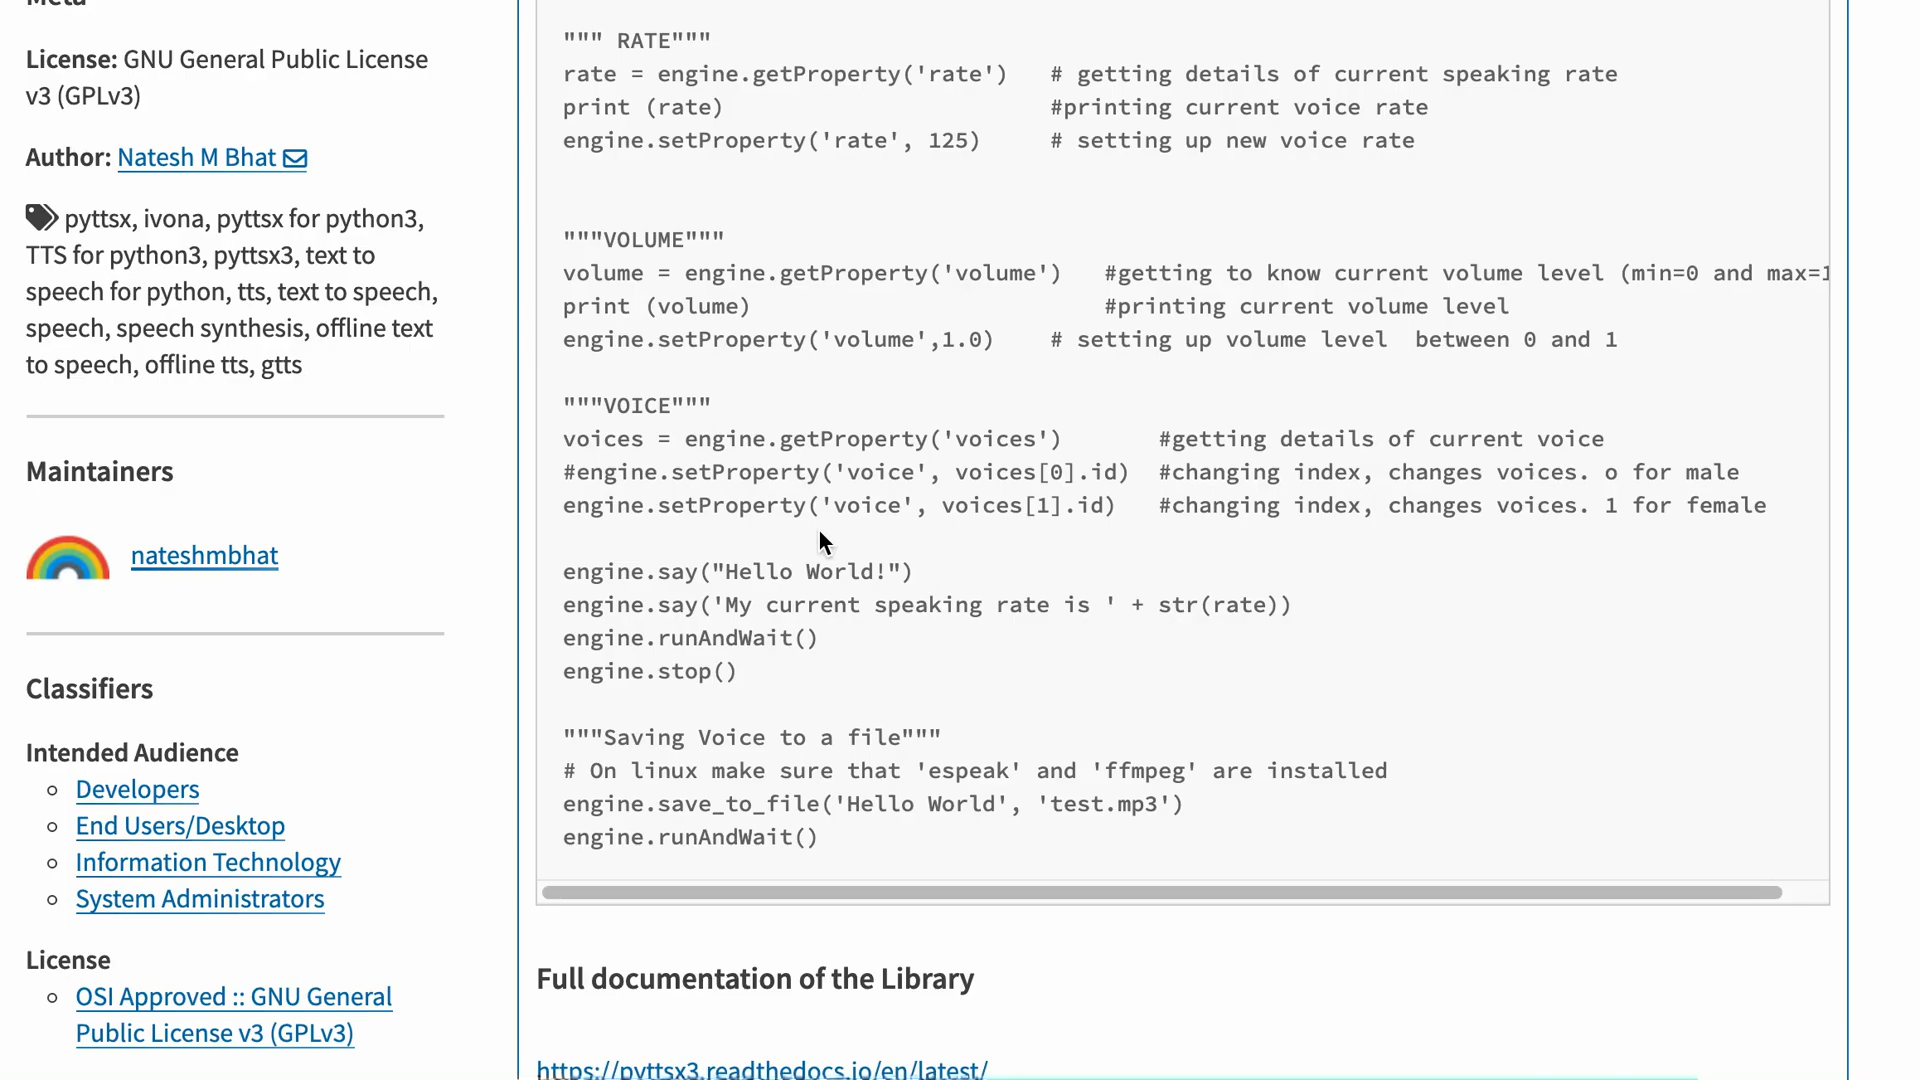 License: GNU General Public License
v3 (GPLv3)
Author: Natesh M Bhat
pyttsx, ivona, pyttsx for python3,
TTS for python3, pyttsx3, text to
speech for python, tts, text to speech,
speech, speech synthesis, offline text
to speech, offline tts, gtts
Maintainers
nateshmbhat
Classifiers
Intended Audience
Developers
End Users/Desktop
Information Technology
System Administrators
License
OSI Approved :: GNU General
Public License v3 (GPLv3)
""" RATE"""
rate = engine.getProperty('rate')   # getting details of current speaking rate
print (rate)                        #printing current voice rate
engine.setProperty('rate', 125)     # setting up new voice rate
"""VOLUME"""
volume = engine.getProperty('volume')   #getting to know current volume level (min=0 and max=1
print (volume)                          #printing current volume level
engine.setProperty('volume',1.0)    # setting up volume level  between 0 and 1
"""VOICE"""
voices = engine.getProperty('voices')       #getting details of current voice
#engine.setProperty('voice', voices[0].id)  #changing index, changes voices. o for male
engine.setProperty('voice', voices[1].id)   #changing index, changes voices. 1 for female
engine.say("Hello World!")
engine.say('My current speaking rate is ' + str(rate))
engine.runAndWait()
engine.stop()
"""Saving Voice to a file"""
# On linux make sure that 'espeak' and 'ffmpeg' are installed
engine.save_to_file('Hello World', 'test.mp3')
engine.runAndWait()
Full documentation of the Library
https://pyttsx3.readthedocs.io/en/latest/